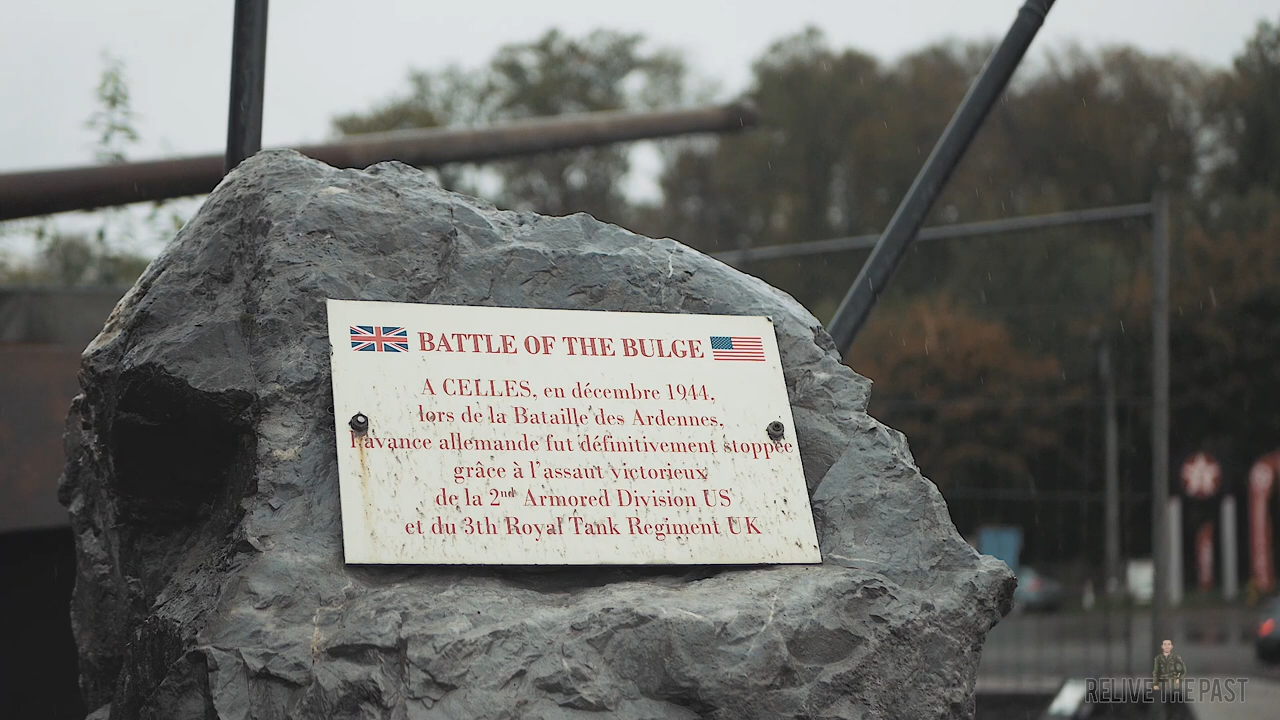 BATTLE OF THE BULGE
A CELLES, en décembre 1944,
lors de la Bataille des Ardennes,
l'avance allemande fut définitivement stoppée
grâce à l'assaut victorieux
de la 2nd Armored Division US
et du 3th Royal Tank Regiment UK
RELIVE THE PAST